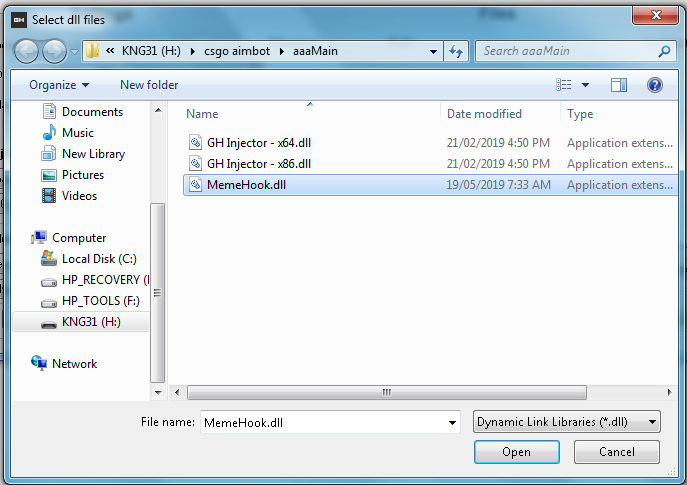 GH Select dll files
« KNG31 (H:) csgo aimbot aaaMain Search aaaMain
Organize New folder
Name Date modified Type
Documents
Music
New Library
Pictures
Videos
Computer
Local Disk (C:)
HP_RECOVERY (
HP_TOOLS (F:)
KNG31 (H:)
Network
GH Injector - x64.dll 21/02/2019 4:50 PM Application extens...
GH Injector - x86.dll 21/02/2019 4:50 PM Application extens...
MemeHook.dll 19/05/2019 7:33 AM Application extens...
File name: MemeHook.dll Dynamic Link Libraries (*.dll)
Open Cancel